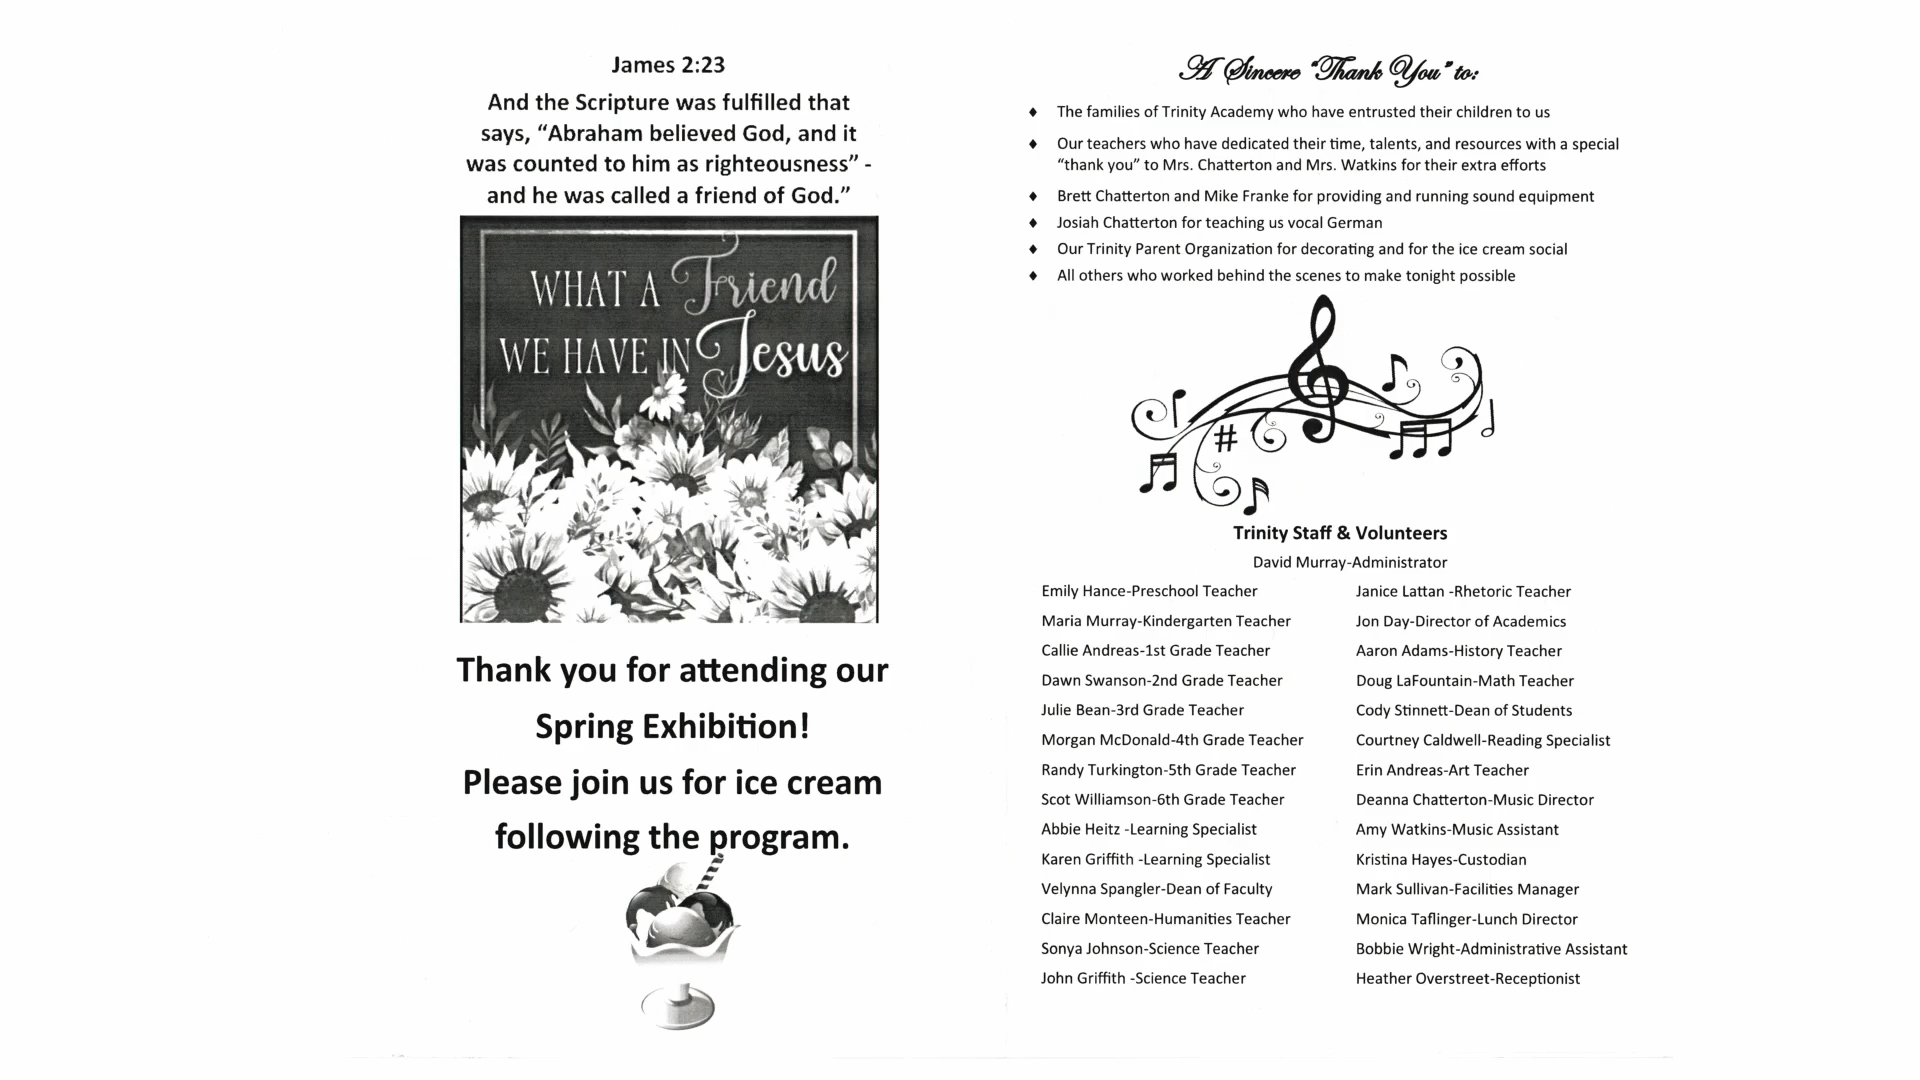 James 2:23
And the Scripture was fulfilled that
says, “Abraham believed God, and it
was counted to him as righteousness” -
and he was called a friend of God.”
WHAT A Friend
WE HAVE IN Jesus
Thank you for attending our
Spring Exhibition!
Please join us for ice cream
following the program.
A Sincere “Thank You” to:
♦ The families of Trinity Academy who have entrusted their children to us
♦ Our teachers who have dedicated their time, talents, and resources with a special
“thank you” to Mrs. Chatterton and Mrs. Watkins for their extra efforts
♦ Brett Chatterton and Mike Franke for providing and running sound equipment
♦ Josiah Chatterton for teaching us vocal German
♦ Our Trinity Parent Organization for decorating and for the ice cream social
♦ All others who worked behind the scenes to make tonight possible
Trinity Staff & Volunteers
David Murray-Administrator
Emily Hance-Preschool Teacher
Maria Murray-Kindergarten Teacher
Callie Andreas-1st Grade Teacher
Dawn Swanson-2nd Grade Teacher
Julie Bean-3rd Grade Teacher
Morgan McDonald-4th Grade Teacher
Randy Turkington-5th Grade Teacher
Scot Williamson-6th Grade Teacher
Abbie Heitz -Learning Specialist
Karen Griffith -Learning Specialist
Velynna Spangler-Dean of Faculty
Claire Monteen-Humanities Teacher
Sonya Johnson-Science Teacher
John Griffith -Science Teacher
Janice Lattan -Rhetoric Teacher
Jon Day-Director of Academics
Aaron Adams-History Teacher
Doug LaFountain-Math Teacher
Cody Stinnett-Dean of Students
Courtney Caldwell-Reading Specialist
Erin Andreas-Art Teacher
Deanna Chatterton-Music Director
Amy Watkins-Music Assistant
Kristina Hayes-Custodian
Mark Sullivan-Facilities Manager
Monica Taflinger-Lunch Director
Bobbie Wright-Administrative Assistant
Heather Overstreet-Receptionist